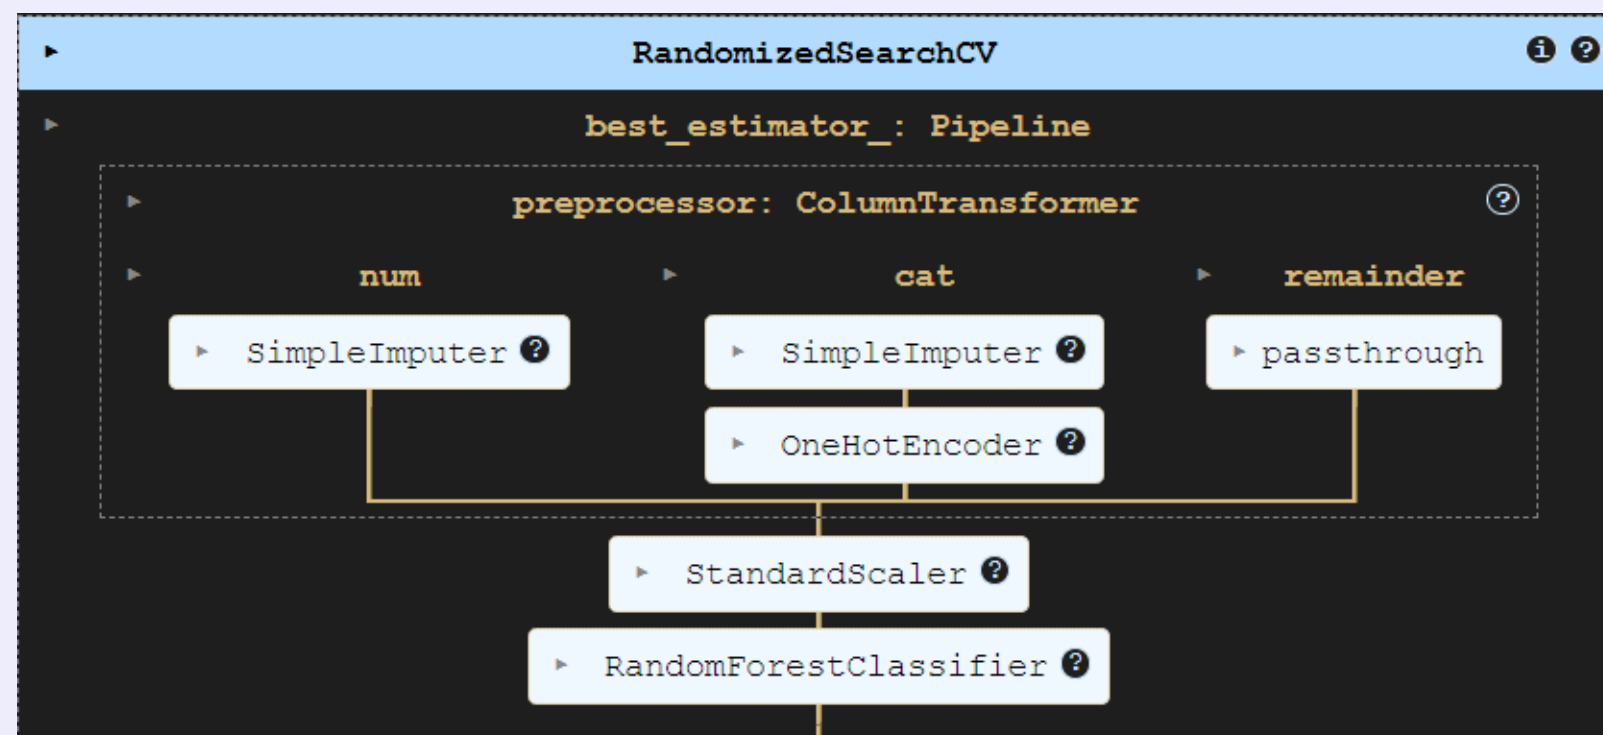 RandomizedSearchCV i ?
best_estimator_: Pipeline
preprocessor: ColumnTransformer ?
num cat remainder
SimpleImputer ? SimpleImputer ? passthrough
OneHotEncoder ?
StandardScaler ?
RandomForestClassifier ?